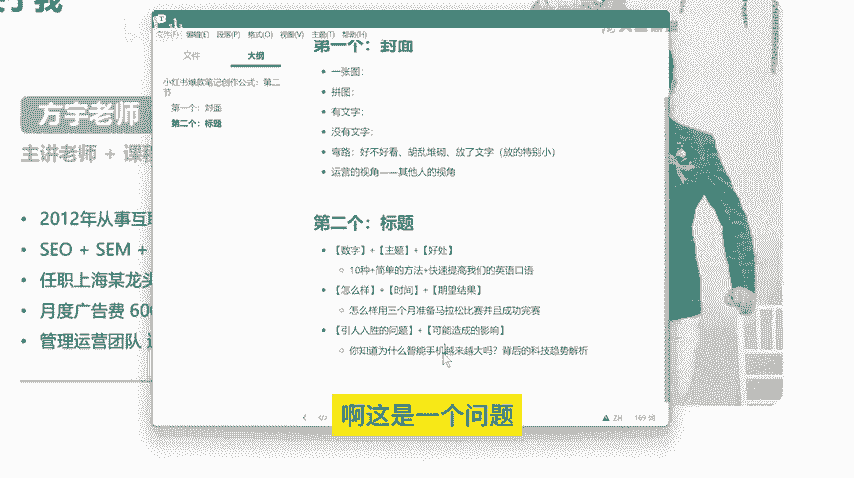 于我
文件(F) 编辑(E) 段落(P) 格式(O) 视图(V) 主题(T) 帮助(H)
文件
大纲
小红书爆款笔记创作公式：第二
节
第一个：封面
第二个：标题
第一个：封面
一张图：
拼图：
有文字：
没有文字：
弯路：好不好看、胡乱堆砌、放了文字（放的特别小）
运营的视角——其他人的视角
第二个：标题
【数字】+【主题】+【好处】
10种+简单的方法+快速提高我们的英语口语
【怎么样】+【时间】+【期望结果】
怎么样用三个月准备马拉松比赛并且成功完赛
【引人入胜的问题】+【可能造成的影响】
你知道为什么智能手机越来越大吗？背后的科技趋势解析
方宇老师
主讲老师 + 课程
2012年从事互联
SEO + SEM +
任职上海某龙头
月度广告费 600
管理运营团队
ZH
169 词
啊这是一个问题